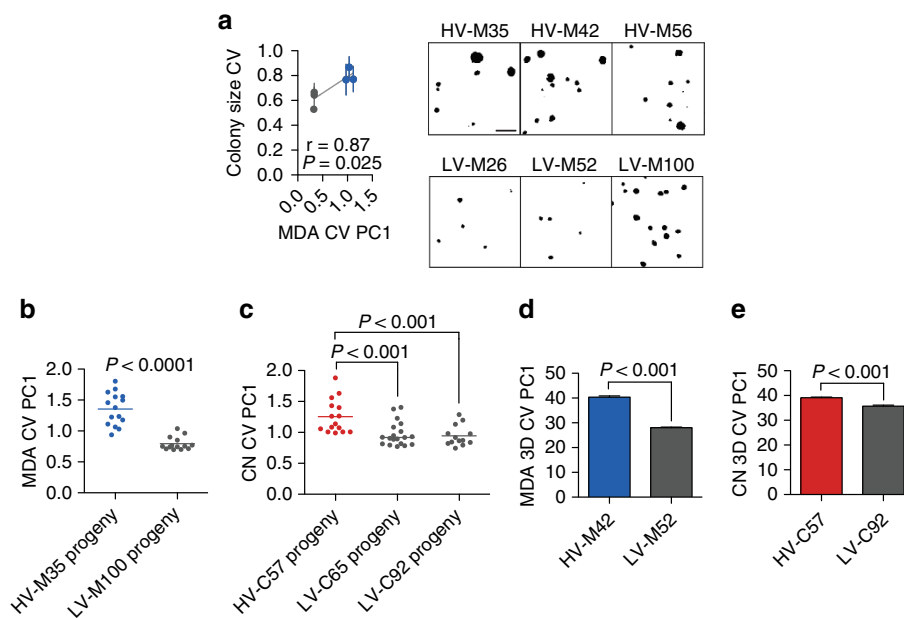 a
HV-M35 HV-M42 HV-M56
Colony size CV
1.0
0.8
0.6
0.4
0.2
0.0
r = 0.87
P = 0.025
0.0 0.5 1.0 1.5
MDA CV PC1
LV-M26 LV-M52 LV-M100
b
MDA CV PC1
2.0
1.5
1.0
0.5
0.0
P < 0.0001
HV-M35 progeny
LV-M100 progeny
c
CN CV PC1
2.0
1.5
1.0
0.5
0.0
P < 0.001
P < 0.001
HV-C57 progeny
LV-C65 progeny
LV-C92 progeny
d
MDA 3D CV PC1
50
40
30
20
10
0
P < 0.001
HV-M42
LV-M52
e
CN 3D CV PC1
50
40
30
20
10
0
P < 0.001
HV-C57
LV-C92